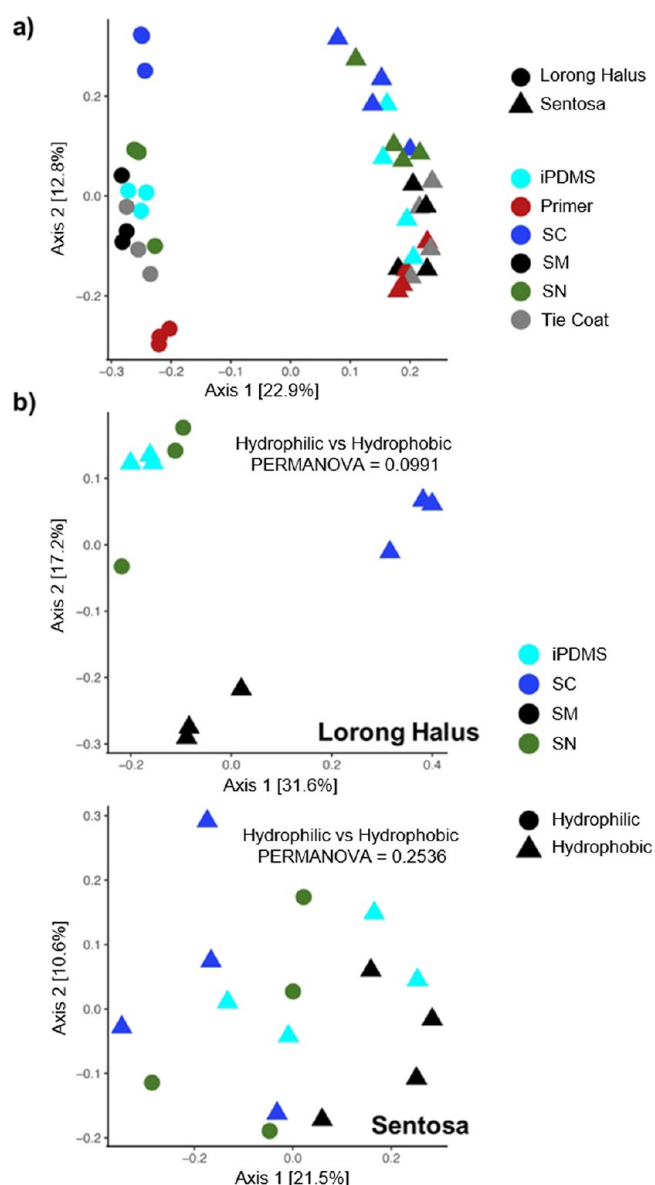 a)
0.2
0.0
−0.2
Axis 2 [12.8%]
−0.3
−0.2
−0.1
0.0
0.1
0.2
Axis 1 [22.9%]
Lorong Halus
Sentosa
iPDMS
Primer
SC
SM
SN
Tie Coat
b)
Hydrophilic vs Hydrophobic
PERMANOVA = 0.0991
0.1
0.0
−0.1
−0.2
−0.3
Axis 2 [17.2%]
Lorong Halus
−0.2
0.0
0.2
0.4
Axis 1 [31.6%]
iPDMS
SC
SM
SN
Hydrophilic
Hydrophobic
Hydrophilic vs Hydrophobic
PERMANOVA = 0.2536
0.3
0.2
0.1
0.0
−0.1
−0.2
Axis 2 [10.6%]
Sentosa
−0.2
0.0
0.2
Axis 1 [21.5%]